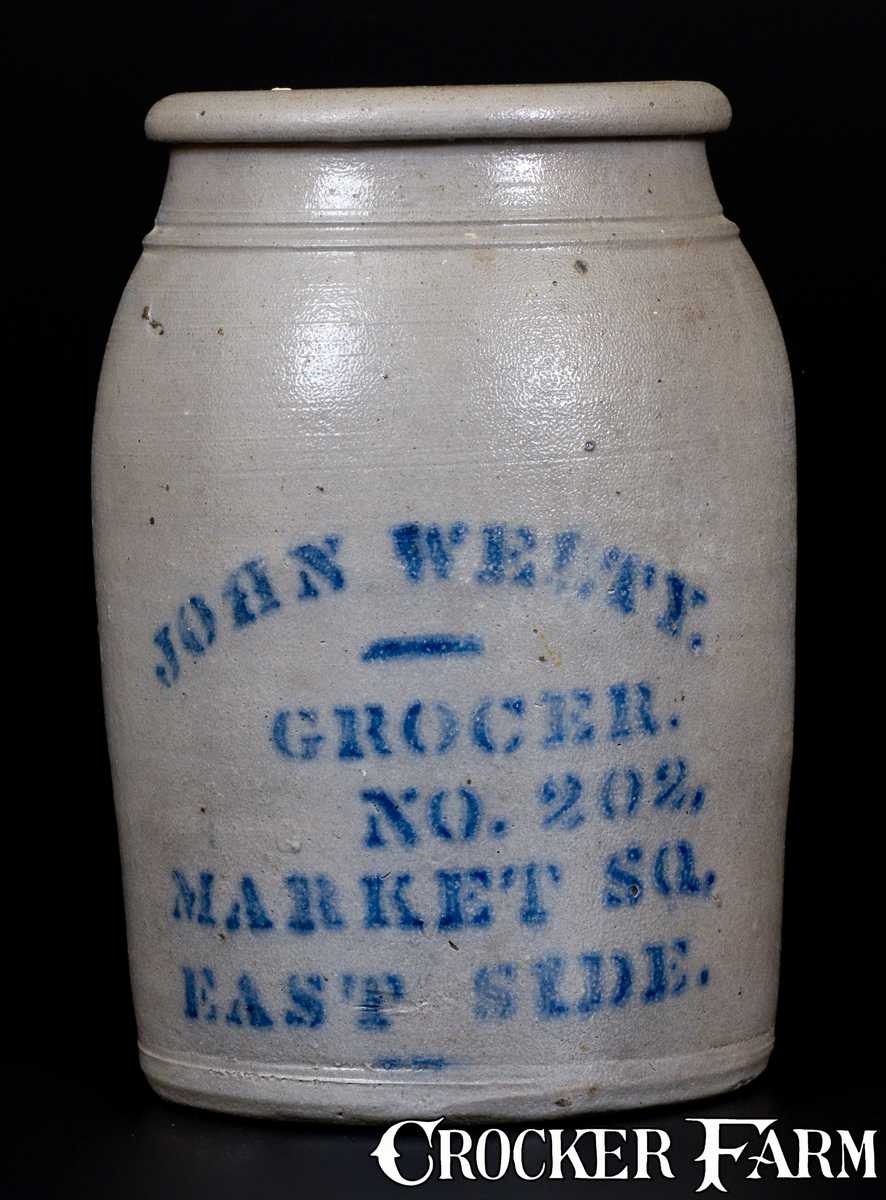 JOHN WELTY.
GROCER.
NO. 202,
MARKET SQ.
EAST SIDE.
CROCKER FARM